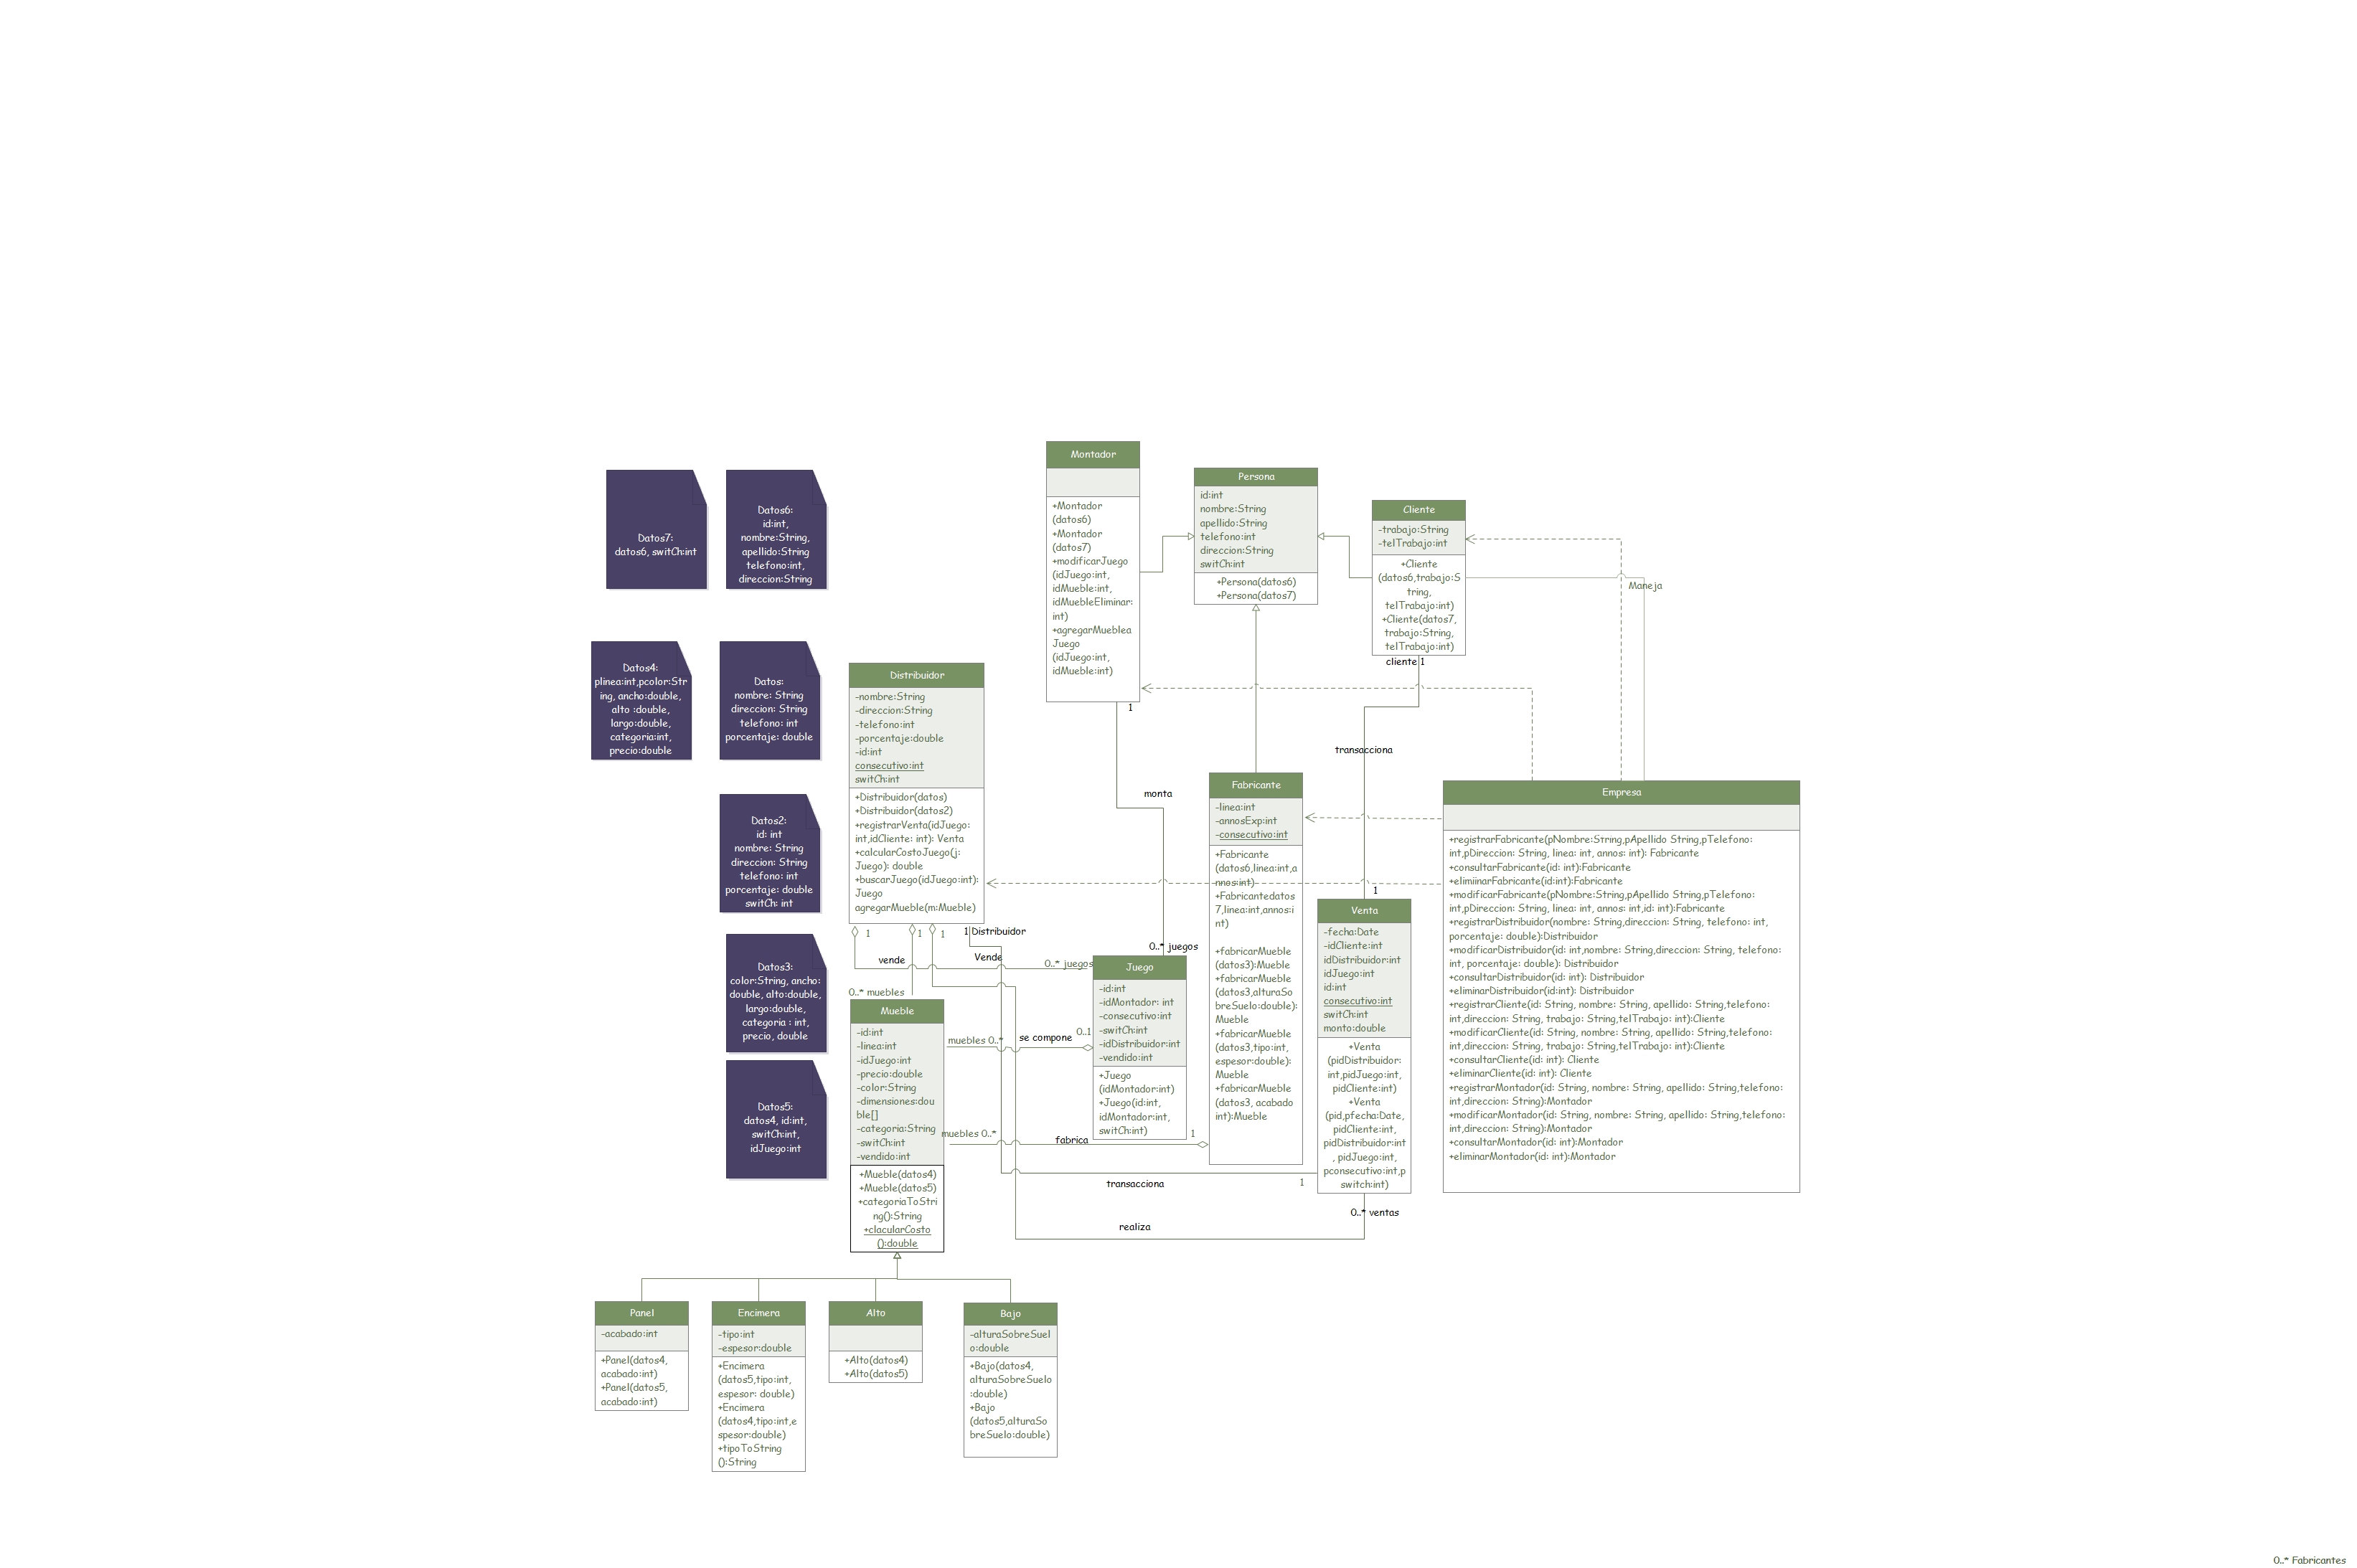 Montador
+Montador
(datos6)
+Montador
(datos7)
+modificarJuego
(idJuego:int,
idMueble:int,
idMuebleEliminar:
int)
+agregarMueblea
Juego
(idJuego:int,
idMueble:int)
Persona
id:int
nombre:String
apellido:String
telefono:int
direccion:String
switCh:int
+Persona(datos6)
+Persona(datos7)
Cliente
-trabajo:String
-telTrabajo:int
+Cliente
(datos6,trabajo:S
tring,
telTrabajo:int)
+Cliente(datos7,
trabajo:String,
telTrabajo:int)
cliente 1
Maneja
Datos7:
datos6, switCh:int
Datos6:
id:int,
nombre:String,
apellido:String
telefono:int,
direccion:String
Datos4:
plinea:int,pcolor:Str
ing, ancho:double,
alto :double,
largo:double,
categoria:int,
precio:double
Datos:
nombre: String
direccion: String
telefono: int
porcentaje: double
Datos2:
id: int
nombre: String
direccion: String
telefono: int
porcentaje: double
switCh: int
Datos3:
color:String, ancho:
double, alto:double,
largo:double,
categoria : int,
precio, double
Datos5:
datos4, id:int,
switCh:int,
idJuego:int
Distribuidor
-nombre:String
-direccion:String
-telefono:int
-porcentaje:double
-id:int
consecutivo:int
switCh:int
+Distribuidor(datos)
+Distribuidor(datos2)
+registrarVenta(idJuego:
int,idCliente: int): Venta
+calcularCostoJuego(j:
Juego): double
+buscarJuego(idJuego:int):
Juego
agregarMueble(m:Mueble)
1
1
1
1 Distribuidor
vende
Vende
0..* juegos
0..* muebles
1
monta
0..* juegos
transacciona
1
Fabricante
-linea:int
-annosExp:int
-consecutivo:int
+Fabricante
(datos6,linea:int,a
nnos:int)
+Fabricantedatos
7,linea:int,annos:i
nt)
+fabricarMueble
(datos3):Mueble
+fabricarMueble
(datos3,alturaSo
breSuelo:double):
Mueble
+fabricarMueble
(datos3,tipo:int,
espesor:double):
Mueble
+fabricarMueble
(datos3, acabado
int):Mueble
Empresa
+registrarFabricante(pNombre:String,pApellido String,pTelefono:
int,pDireccion: String, linea: int, annos: int): Fabricante
+consultarFabricante(id: int):Fabricante
+elimiinarFabricante(id:int):Fabricante
+modificarFabricante(pNombre:String,pApellido String,pTelefono:
int,pDireccion: String, linea: int, annos: int,id: int):Fabricante
+registrarDistribuidor(nombre: String,direccion: String, telefono: int,
porcentaje: double):Distribuidor
+modificarDistribuidor(id: int,nombre: String,direccion: String, telefono:
int, porcentaje: double): Distribuidor
+consultarDistribuidor(id: int): Distribuidor
+eliminarDistribuidor(id:int): Distribuidor
+registrarCliente(id: String, nombre: String, apellido: String,telefono:
int,direccion: String, trabajo: String,telTrabajo: int):Cliente
+modificarCliente(id: String, nombre: String, apellido: String,telefono:
int,direccion: String, trabajo: String,telTrabajo: int):Cliente
+consultarCliente(id: int): Cliente
+eliminarCliente(id: int): Cliente
+registrarMontador(id: String, nombre: String, apellido: String,telefono:
int,direccion: String):Montador
+modificarMontador(id: String, nombre: String, apellido: String,telefono:
int,direccion: String):Montador
+consultarMontador(id: int):Montador
+eliminarMontador(id: int):Montador
Venta
-fecha:Date
-idCliente:int
idDistribuidor:int
idJuego:int
id:int
consecutivo:int
switCh:int
monto:double
+Venta
(pidDistribuidor:
int,pidJuego:int,
pidCliente:int)
+Venta
(pid,pfecha:Date,
pidCliente:int,
pidDistribuidor:int
, pidJuego:int,
pconsecutivo:int,p
switch:int)
0..* ventas
Juego
-id:int
-idMontador: int
-consecutivo:int
-switCh:int
-idDistribuidor:int
-vendido:int
+Juego
(idMontador:int)
+Juego(id:int,
idMontador:int,
switCh:int)
Mueble
-id:int
-linea:int
-idJuego:int
-precio:double
-color:String
-dimensiones:dou
ble[]
-categoria:String
-switCh:int
-vendido:int
+Mueble(datos4)
+Mueble(datos5)
+categoriaToStri
ng():String
+clacularCosto
():double
muebles 0..*
se compone
0..1
muebles 0..*
fabrica
1
transacciona
1
realiza
Panel
-acabado:int
+Panel(datos4,
acabado:int)
+Panel(datos5,
acabado:int)
Encimera
-tipo:int
-espesor:double
+Encimera
(datos5,tipo:int,
espesor: double)
+Encimera
(datos4,tipo:int,e
spesor:double)
+tipoToString
():String
Alto
+Alto(datos4)
+Alto(datos5)
Bajo
-alturaSobreSuel
o:double
+Bajo(datos4,
alturaSobreSuelo
:double)
+Bajo
(datos5,alturaSo
breSuelo:double)
0..* Fabricantes